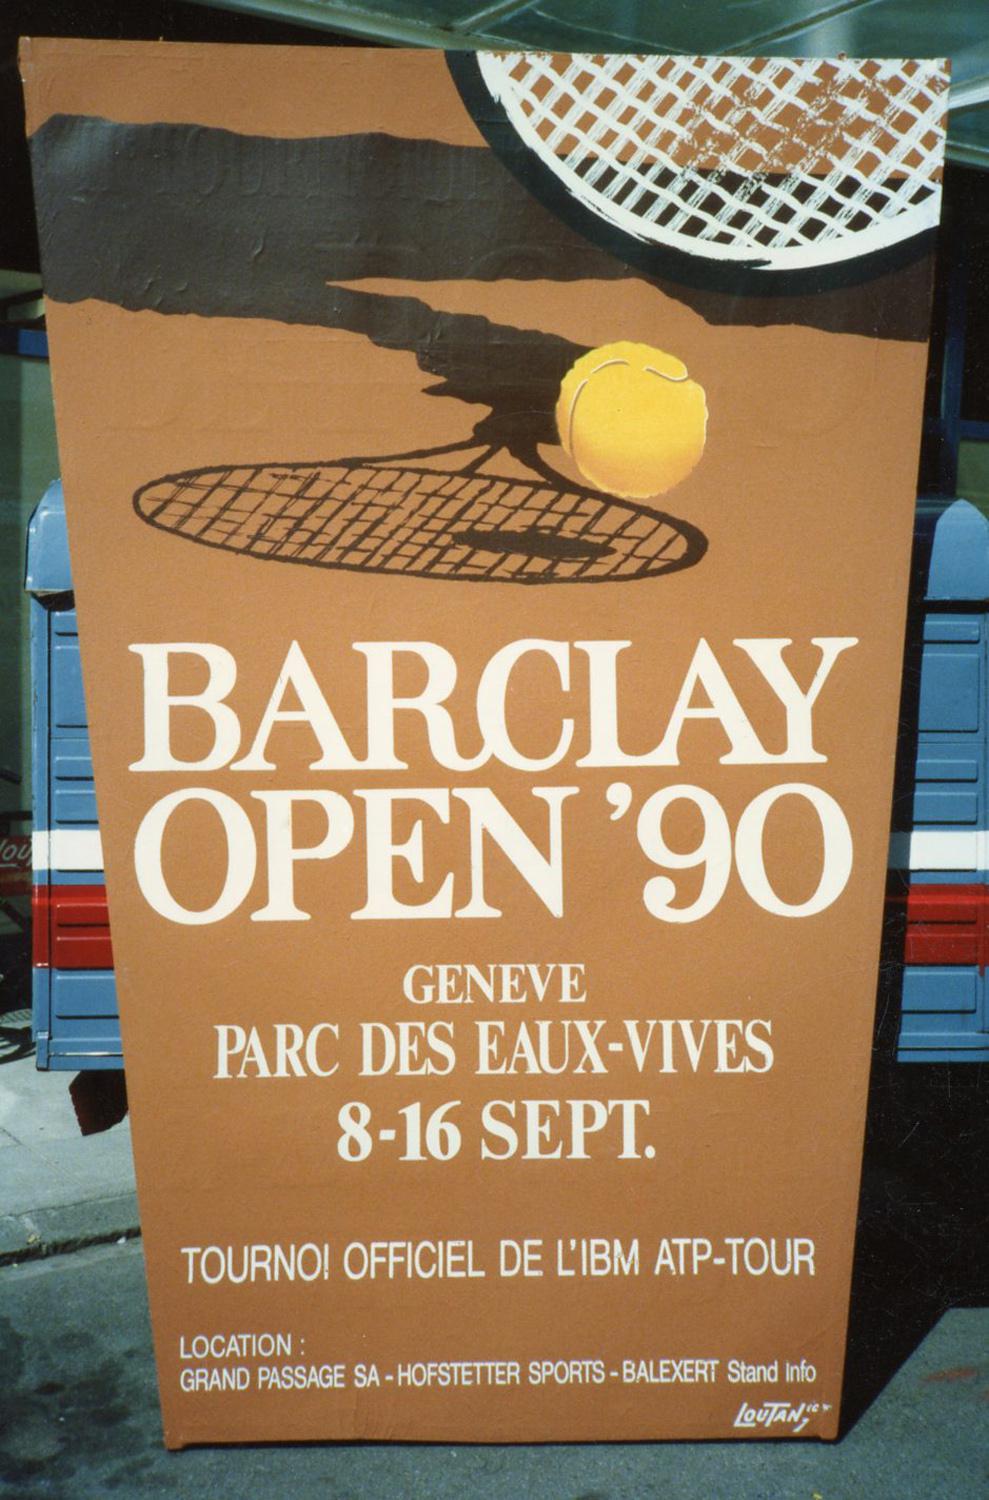 BARCLAY
OPEN '90
GENEVE
PARC DES EAUX-VIVES
8-16 SEPT.
TOURNOI OFFICIEL DE L'IBM ATP-TOUR
LOCATION :
GRAND PASSAGE SA - HOFSTETTER SPORTS - BALEXERT Stand info
LOUTAN